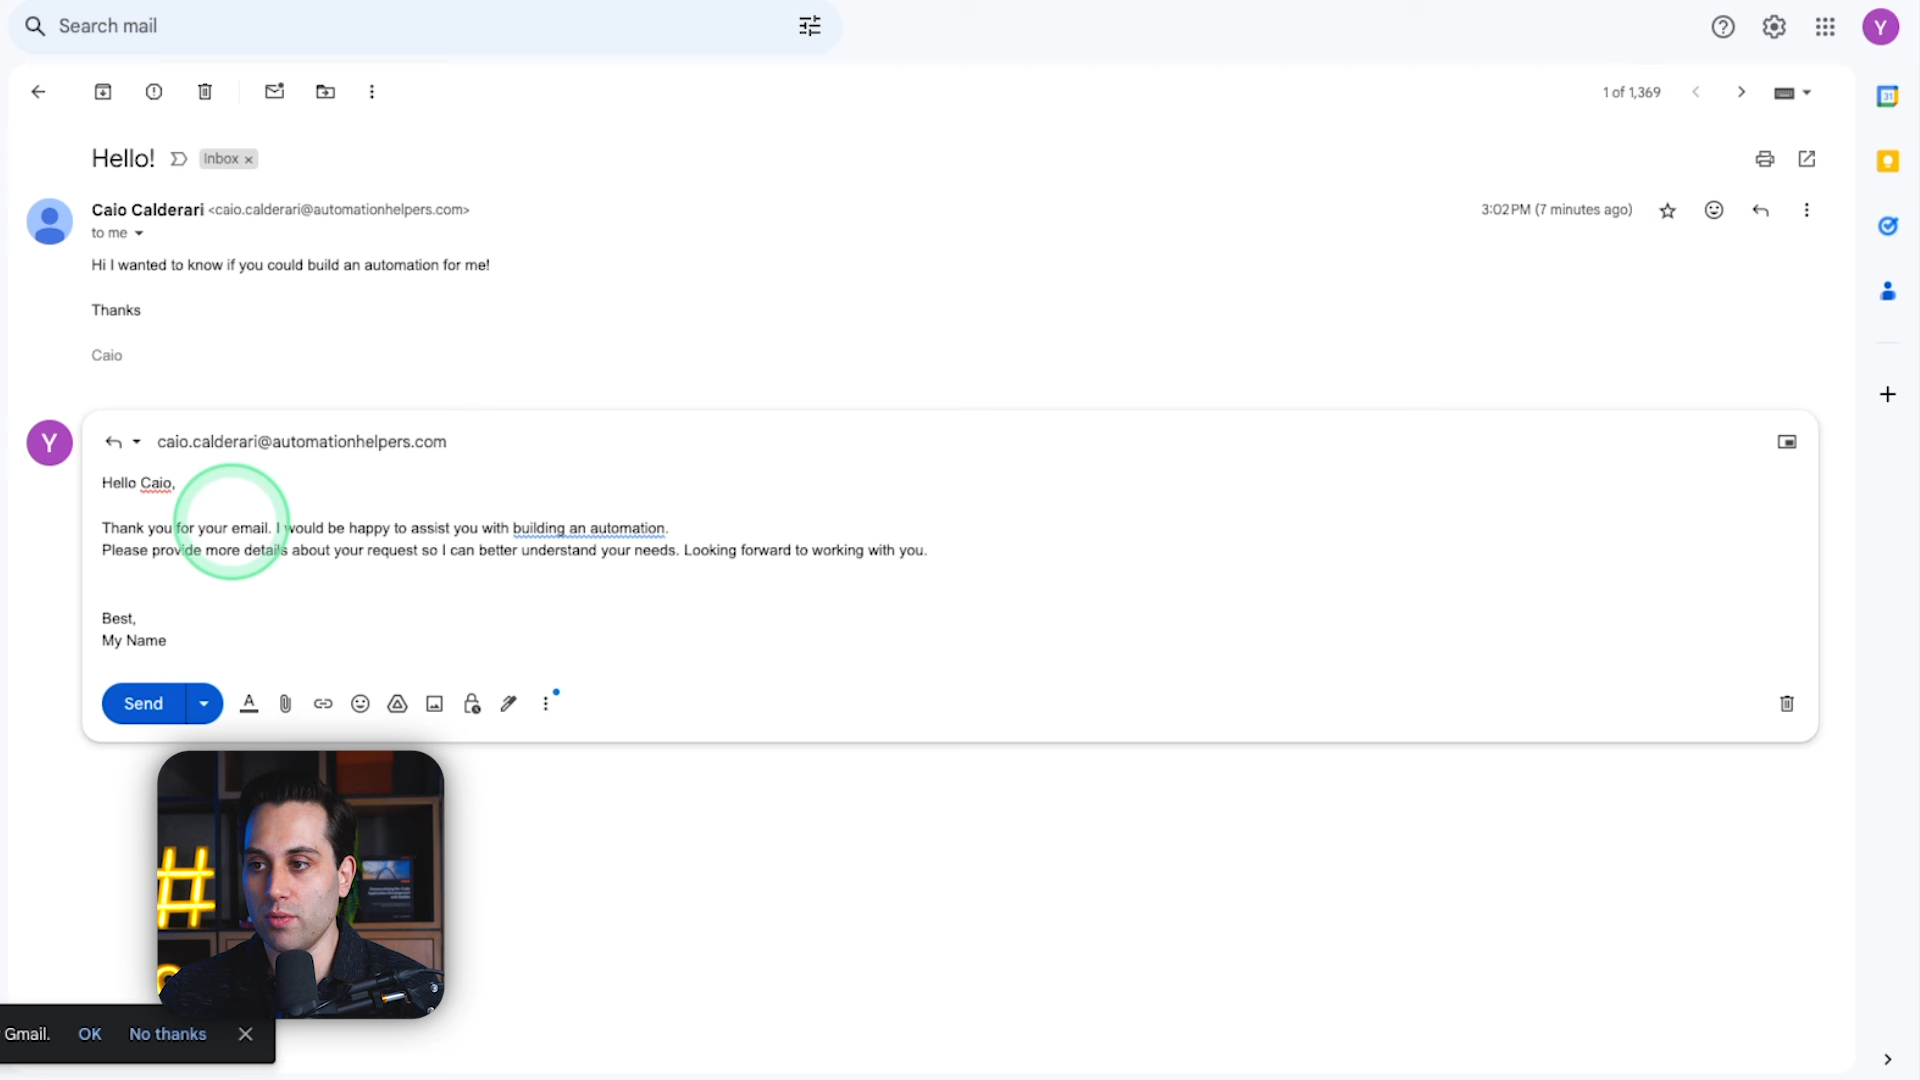 Search mail
Y
1 of 1,369
31
Hello! Inbox ×
Caio Calderari <caio.calderari@automationhelpers.com>
3:02 PM (7 minutes ago)
to me
Hi I wanted to know if you could build an automation for me!
Thanks
Caio
Y
caio.calderari@automationhelpers.com
Hello Caio,
Thank you for your email. I would be happy to assist you with building an automation.
Please provide more details about your request so I can better understand your needs. Looking forward to working with you.
Best,
My Name
Send
#
Gmail. OK No thanks